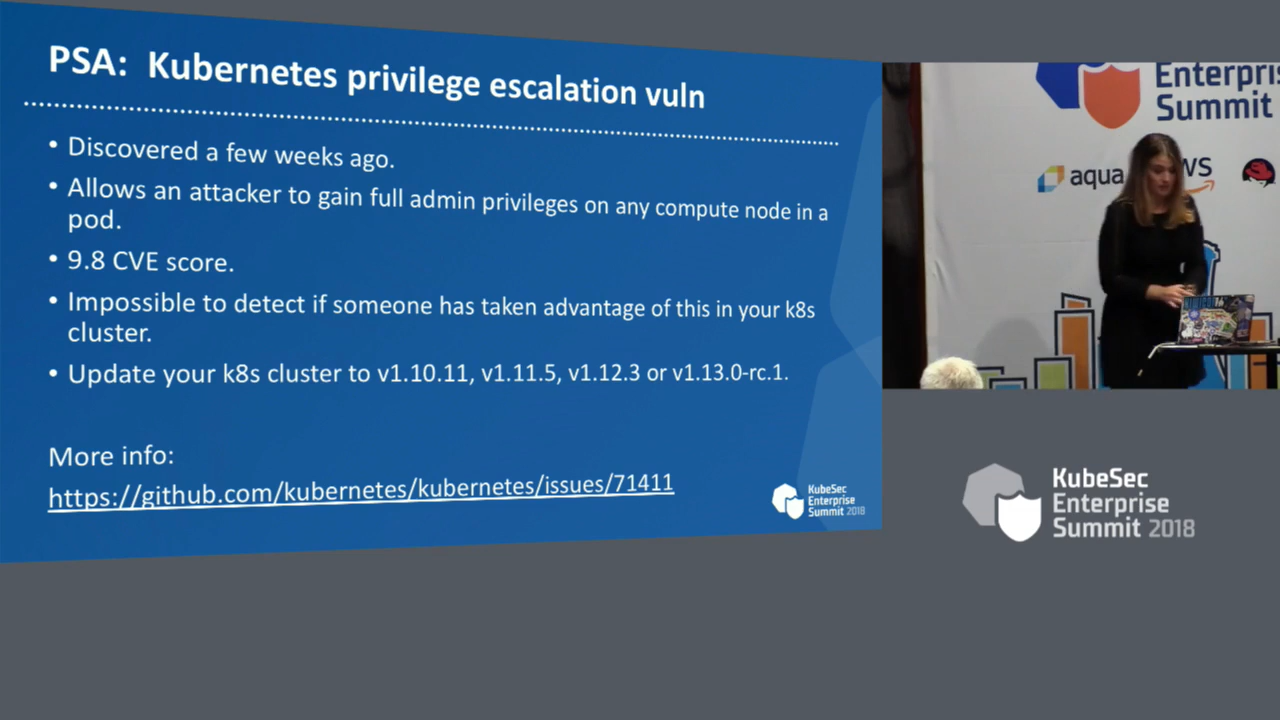 PSA: Kubernetes privilege escalation vuln
• Discovered a few weeks ago.
• Allows an attacker to gain full admin privileges on any compute node in a
pod.
• 9.8 CVE score.
• Impossible to detect if someone has taken advantage of this in your k8s
cluster.
• Update your k8s cluster to v1.10.11, v1.11.5, v1.12.3 or v1.13.0-rc.1.
More info:
https://github.com/kubernetes/kubernetes/issues/71411
KubeSec
Enterprise
Summit 2018
Enterpris
Summit
aqua
WS
KubeSec
Enterprise
Summit 2018